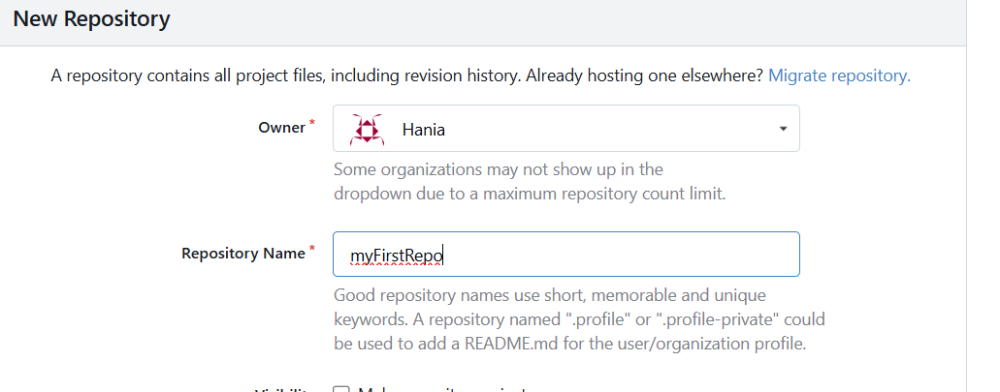 New Repository
A repository contains all project files, including revision history. Already hosting one elsewhere? Migrate repository.
Owner *
Hania
Some organizations may not show up in the
dropdown due to a maximum repository count limit.
Repository Name *
myFirstRepo
Good repository names use short, memorable and unique
keywords. A repository named ".profile" or ".profile-private" could
be used to add a README.md for the user/organization profile.